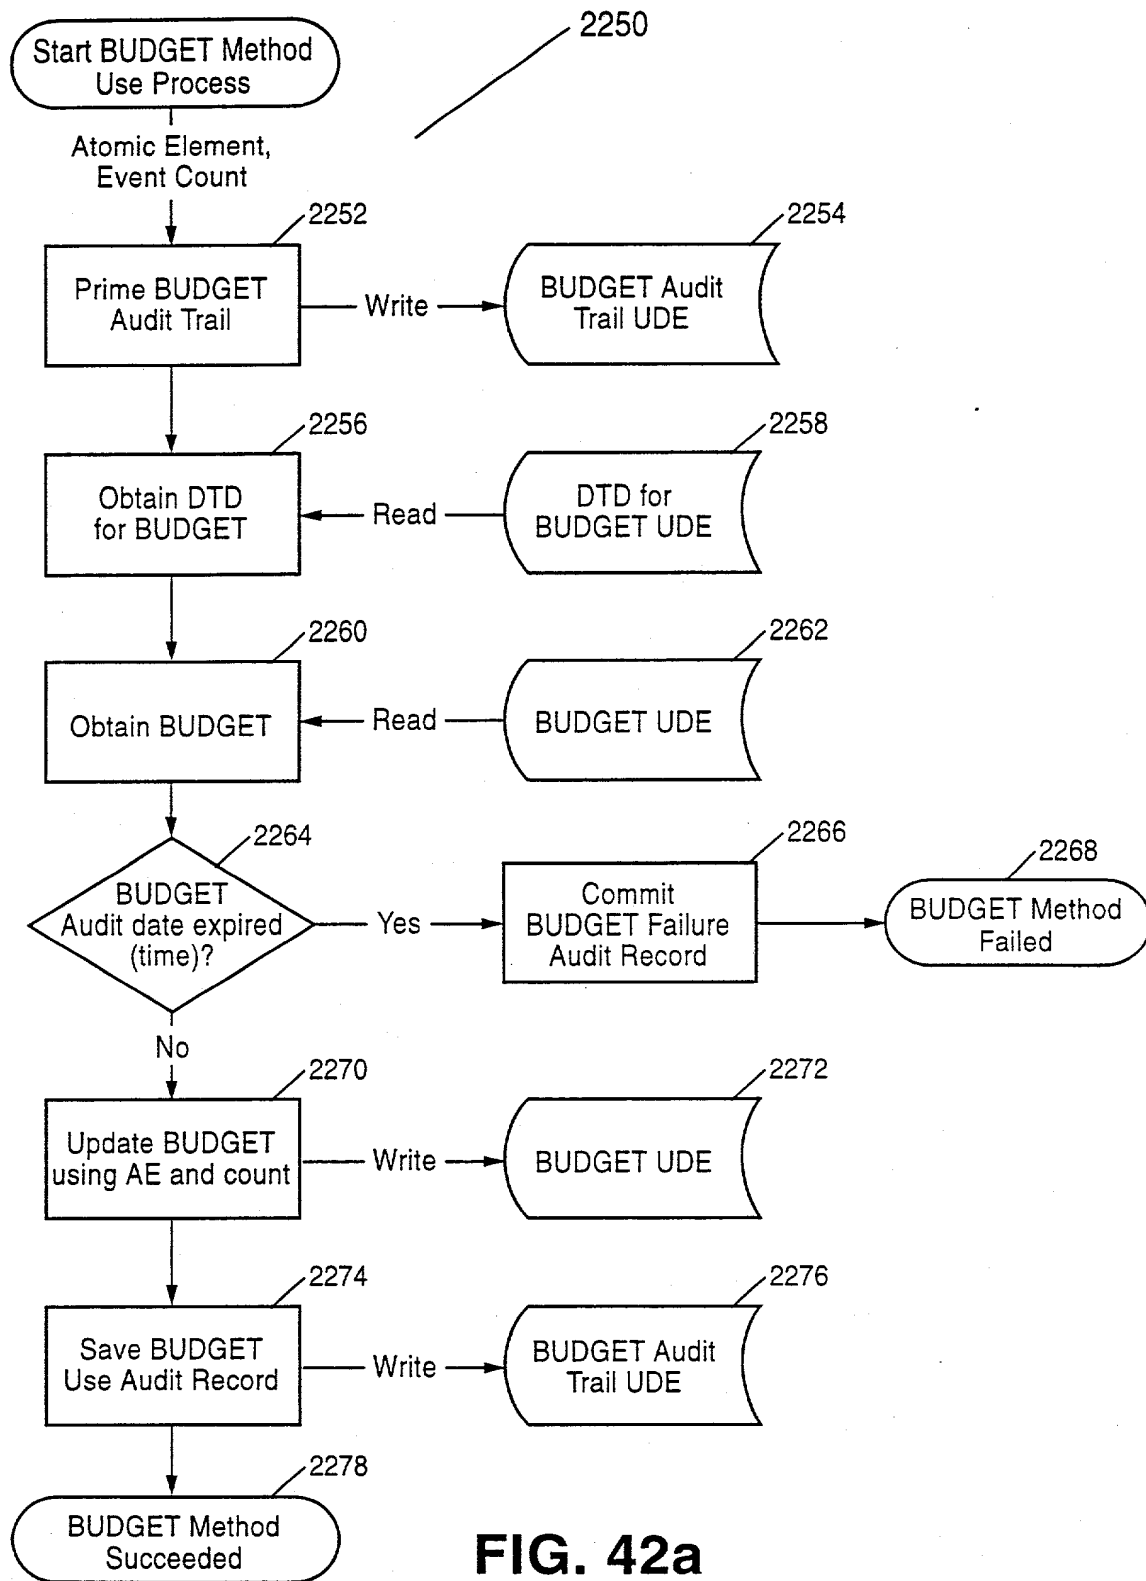 2250
Start BUDGET Method
Use Process
Atomic Element,
Event Count
2252
2254
Prime BUDGET
Audit Trail
Write
BUDGET Audit
Trail UDE
2256
2258
Obtain DTD
for BUDGET
Read
DTD for
BUDGET UDE
2260
2262
Obtain BUDGET
Read
BUDGET UDE
2264
2266
2268
BUDGET
Audit date expired
(time)?
Yes
Commit
BUDGET Failure
Audit Record
BUDGET Method
Failed
No
2270
2272
Update BUDGET
using AE and count
Write
BUDGET UDE
2274
2276
Save BUDGET
Use Audit Record
Write
BUDGET Audit
Trail UDE
2278
BUDGET Method
Succeeded
FIG. 42a